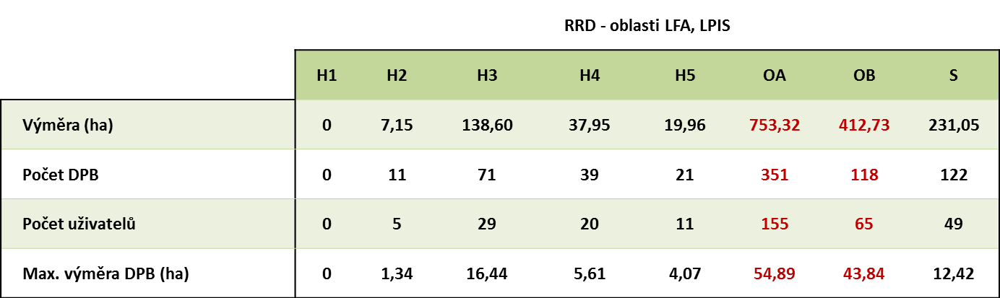 RRD - oblasti LFA, LPIS
H1 H2 H3 H4 H5 OA OB S
Výměra (ha) 0 7,15 138,60 37,95 19,96 753,32 412,73 231,05
Počet DPB 0 11 71 39 21 351 118 122
Počet uživatelů 0 5 29 20 11 155 65 49
Max. výměra DPB (ha) 0 1,34 16,44 5,61 4,07 54,89 43,84 12,42